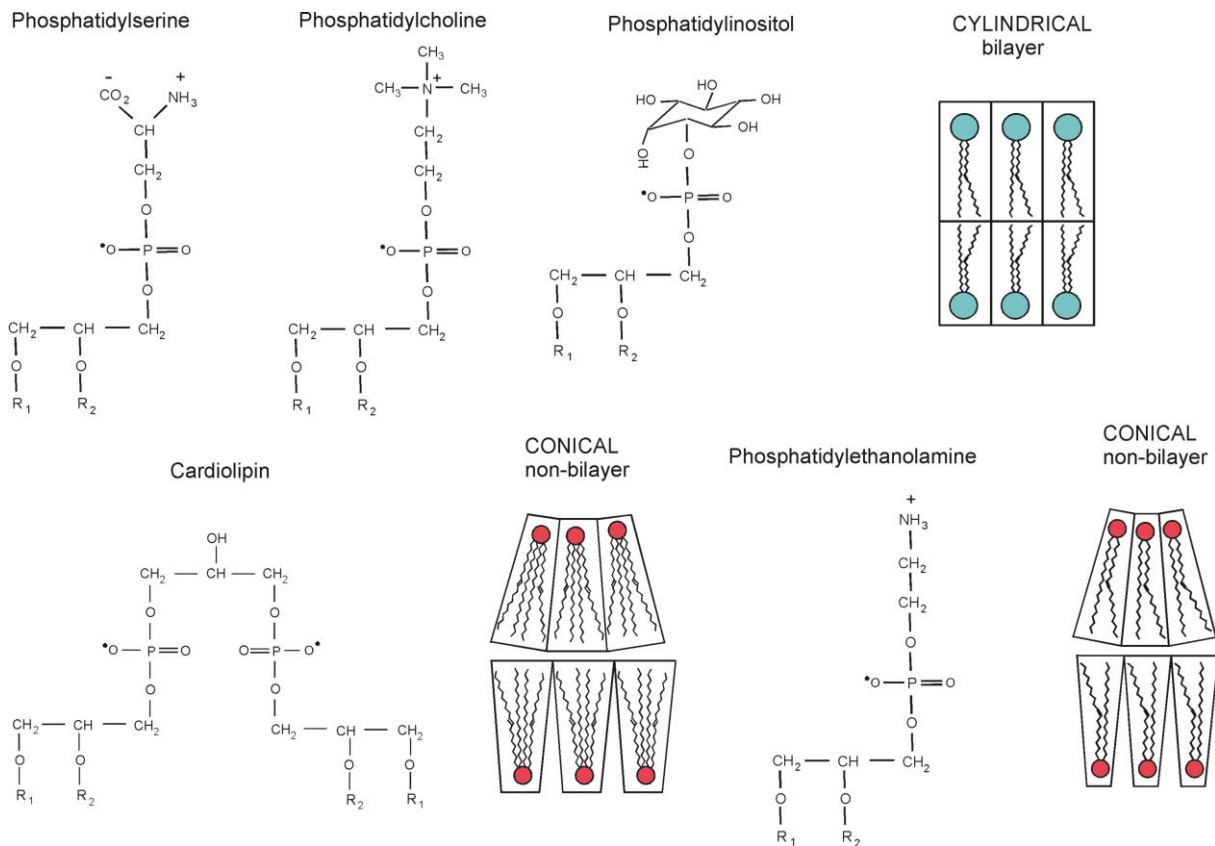 Phosphatidylserine
- +
CO2 NH3
CH
CH2
O
•O P O
O
CH2 CH CH2
O O
R1 R2
Phosphatidylcholine
CH3
CH3 N+ CH3
CH2
CH2
O
•O P O
O
CH2 CH CH2
O O
R1 R2
Phosphatidylinositol
HO OH
HO OH
OH
HO
O
•O P O
O
CH2 CH CH2
O O
R1 R2
CYLINDRICAL
bilayer
Cardiolipin
OH
CH2 CH CH2
O O
•O P O O P O•
O O
CH2 CH CH2 CH2 CH CH2
O O O O
R1 R2 R2 R1
CONICAL
non-bilayer
Phosphatidylethanolamine
+
NH3
CH2
CH2
O
•O P O
O
CH2 CH CH2
O O
R1 R2
CONICAL
non-bilayer